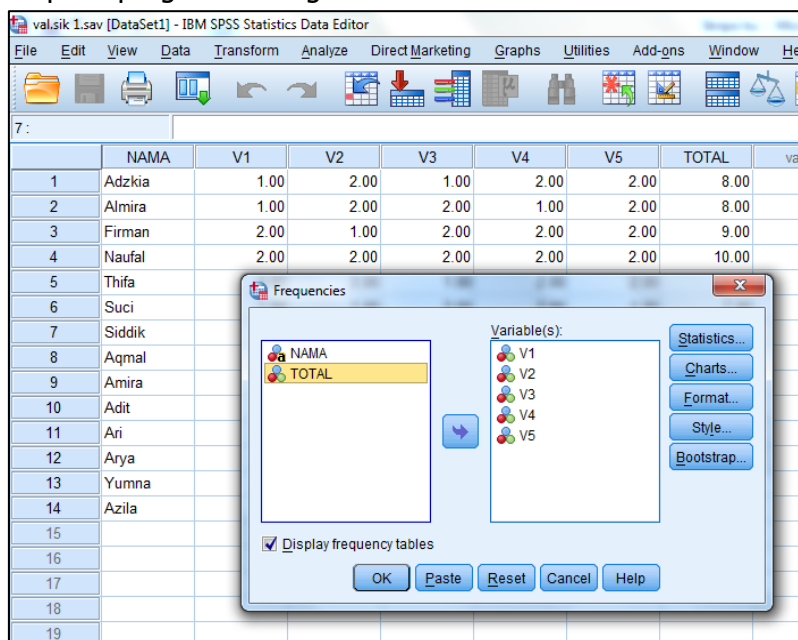 val.sik 1.sav [DataSet1] - IBM SPSS Statistics Data Editor
File Edit View Data Transform Analyze Direct Marketing Graphs Utilities Add-ons Window
7 :
NAMA V1 V2 V3 V4 V5 TOTAL
1 Adzkia 1.00 2.00 1.00 2.00 2.00 8.00
2 Almira 1.00 2.00 2.00 1.00 2.00 8.00
3 Firman 2.00 1.00 2.00 2.00 2.00 9.00
4 Naufal 2.00 2.00 2.00 2.00 2.00 10.00
5 Thifa
6 Suci
7 Siddik
8 Aqmal
9 Amira
10 Adit
11 Ari
12 Arya
13 Yumna
14 Azila
15
16
17
18
19
Frequencies
Variable(s):
NAMA
TOTAL
V1
V2
V3
V4
V5
Statistics...
Charts...
Format...
Style...
Bootstrap...
Display frequency tables
OK Paste Reset Cancel Help